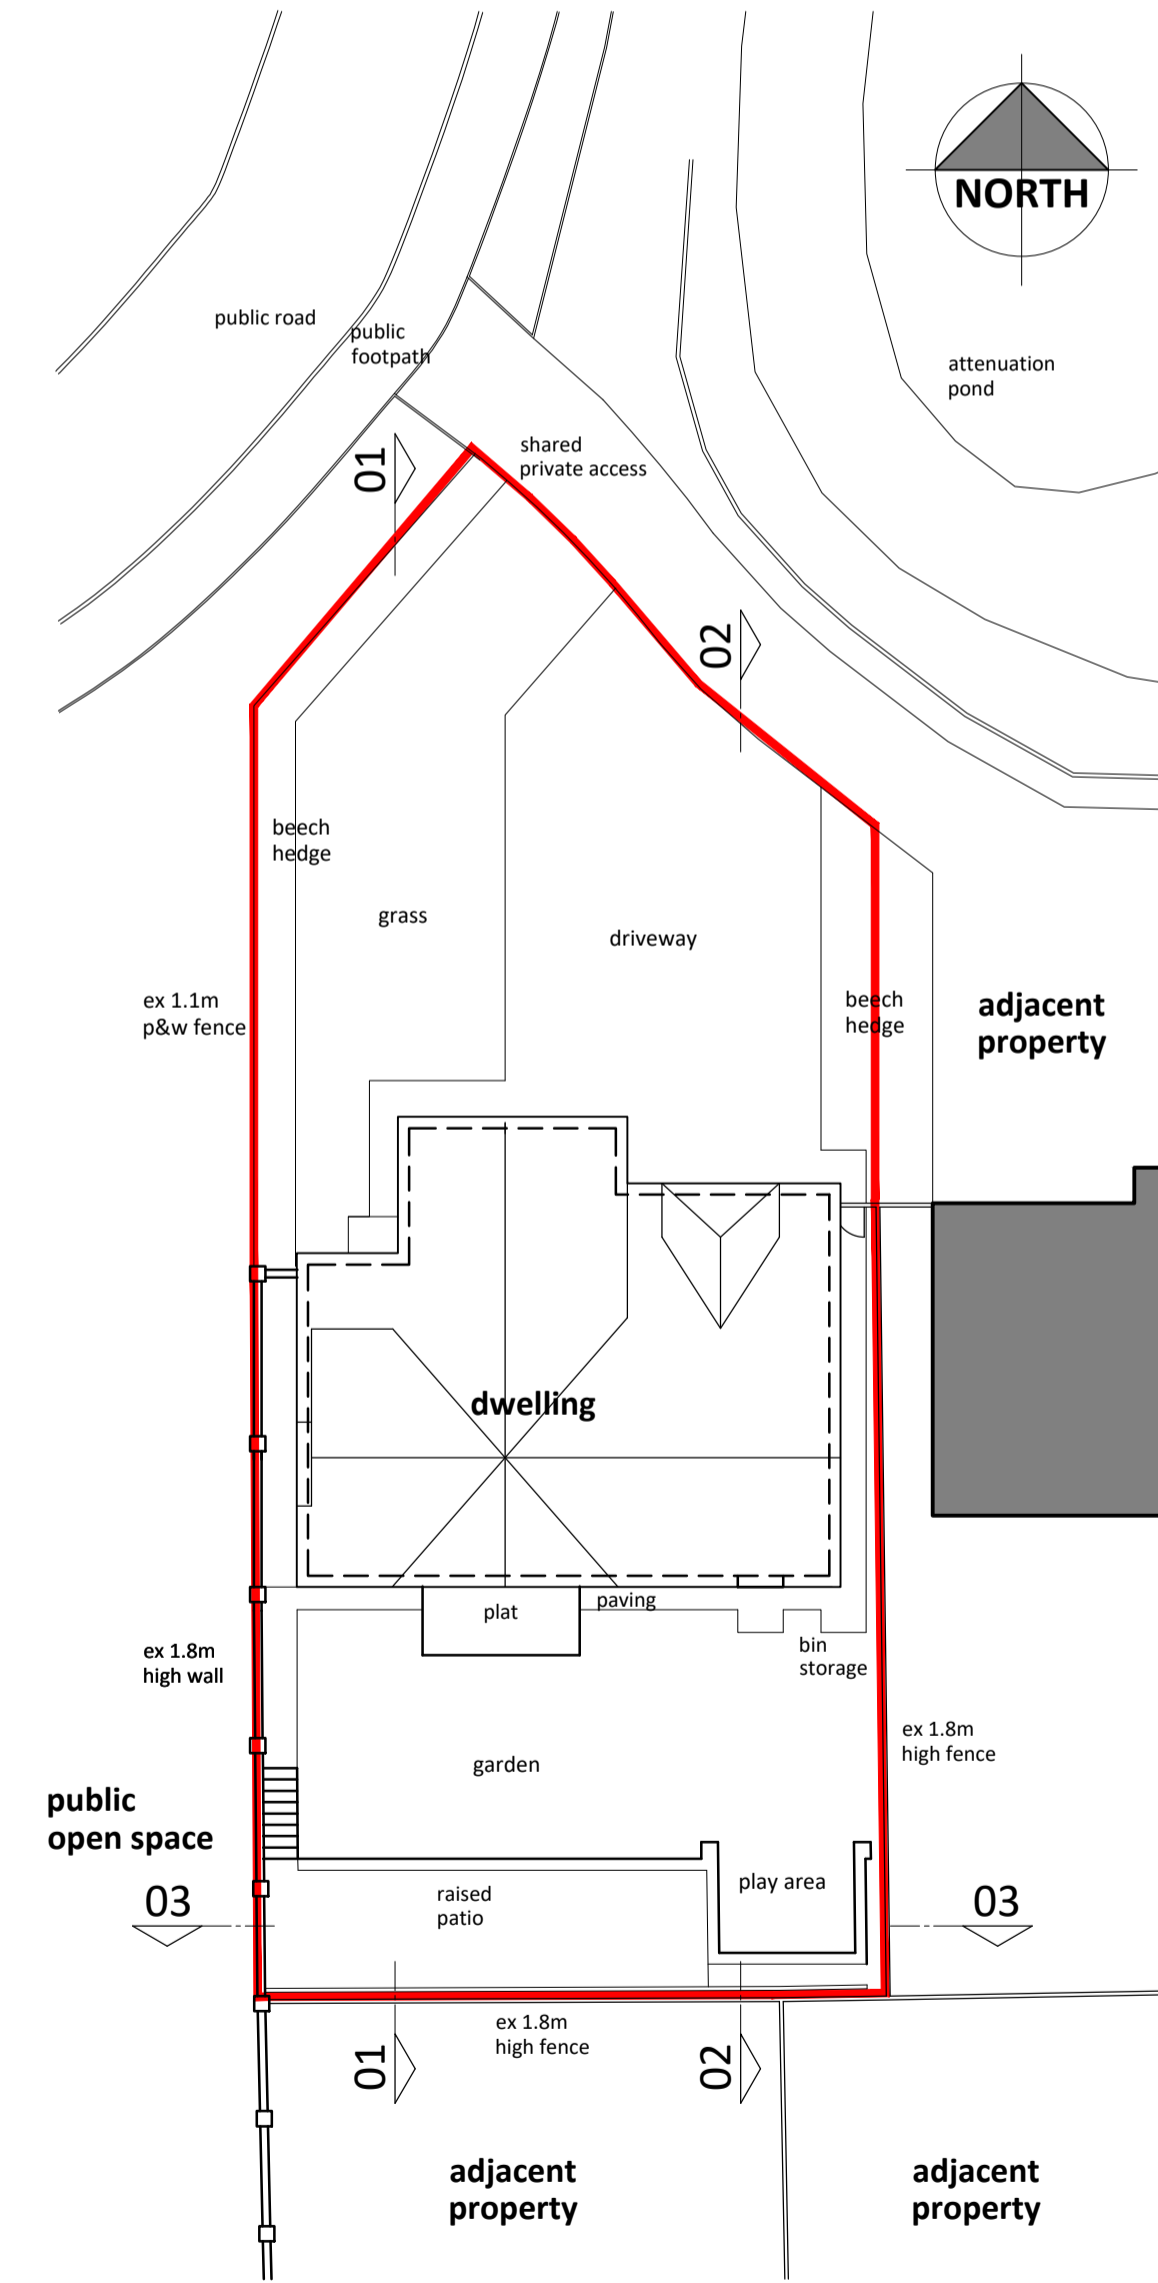 NORTH
public road
public
footpath
attenuation
pond
shared
private access
01
02
beech
hedge
grass
driveway
ex 1.1m
p&w fence
beech
hedge
adjacent
property
dwelling
plat
paving
bin
storage
ex 1.8m
high wall
ex 1.8m
high fence
garden
public
open space
play area
raised
patio
03
03
ex 1.8m
high fence
01
02
adjacent
property
adjacent
property